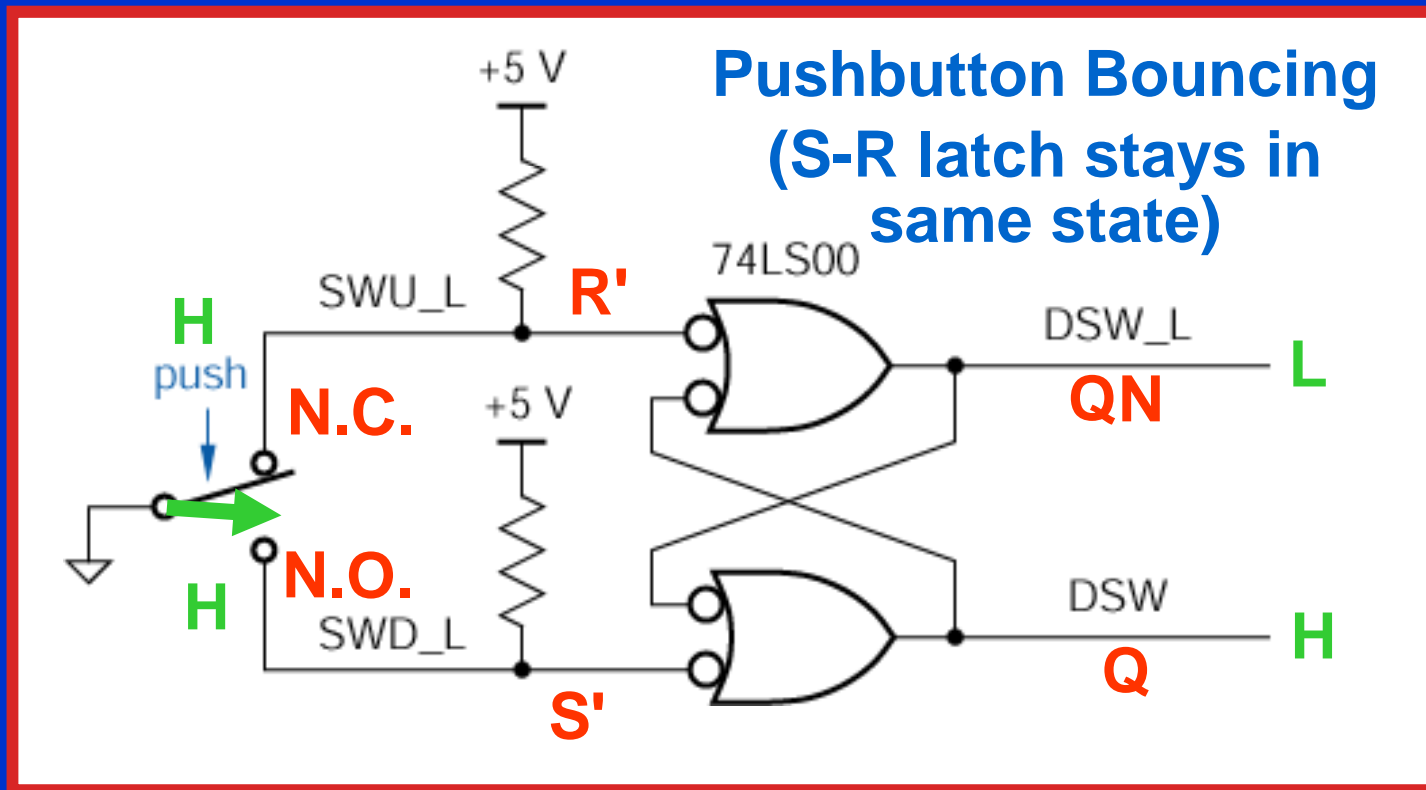 Pushbutton Bouncing
(S-R latch stays in
same state)
+5 V
74LS00
SWU_L
R'
H
push
N.C.
+5 V
DSW_L
QN
L
N.O.
H
SWD_L
S'
DSW
Q
H